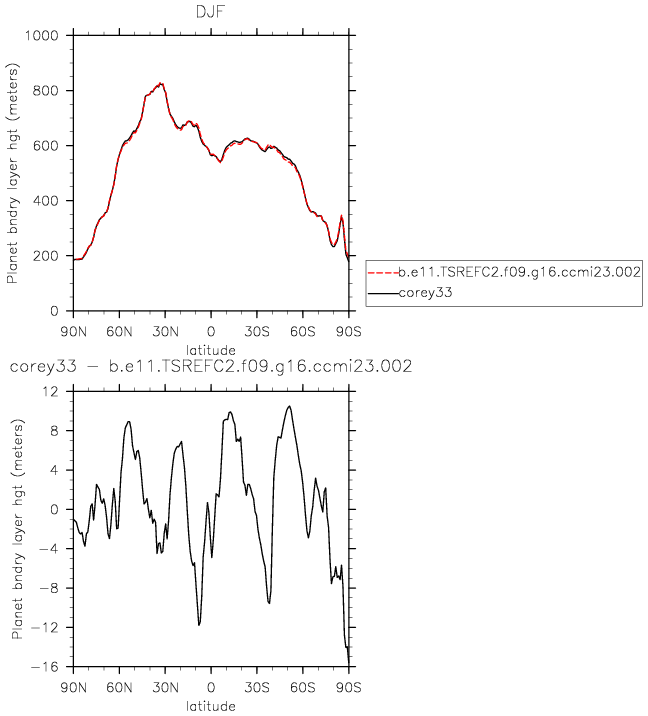 DJF
1000
800
600
400
200
0
Planet bndry layer hgt (meters)
90N 60N 30N 0 30S 60S 90S
latitude
b.e11.TSREFC2.f09.g16.ccmi23.002
corey33
corey33 − b.e11.TSREFC2.f09.g16.ccmi23.002
12
8
4
0
−4
−8
−12
−16
Planet bndry layer hgt (meters)
90N 60N 30N 0 30S 60S 90S
latitude